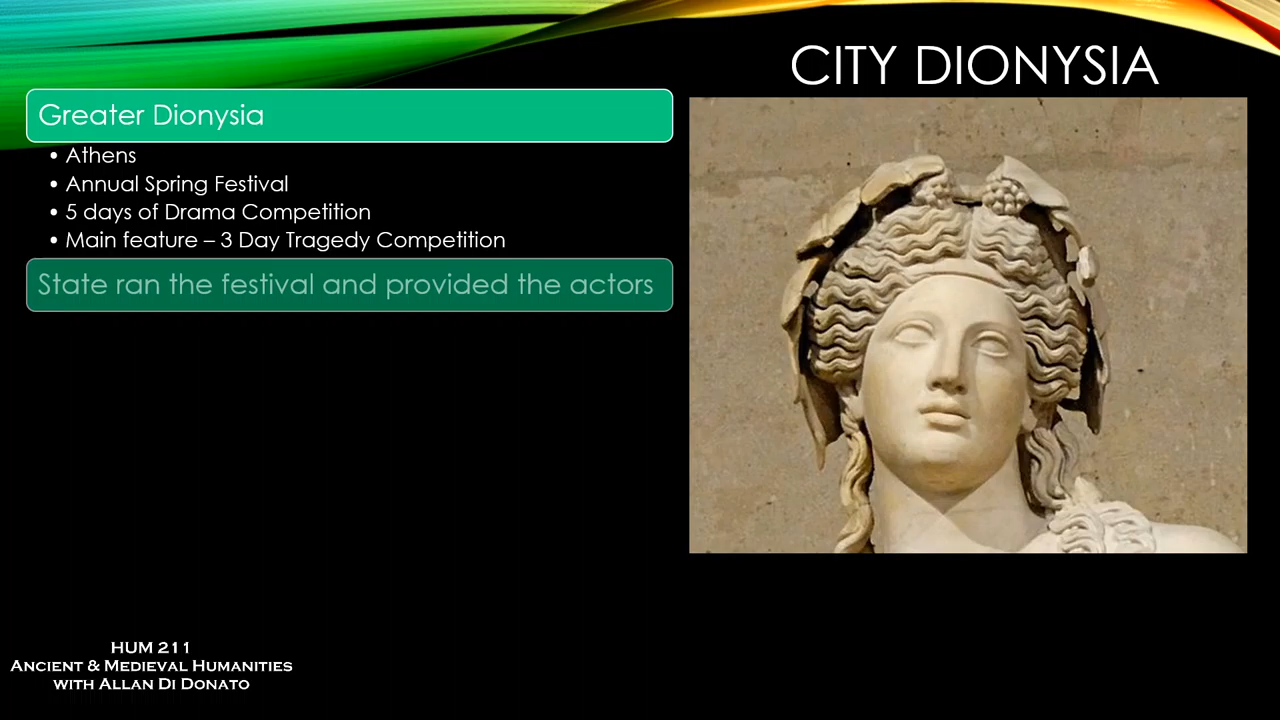 CITY DIONYSIA
Greater Dionysia
• Athens
• Annual Spring Festival
• 5 days of Drama Competition
• Main feature – 3 Day Tragedy Competition
State ran the festival and provided the actors
HUM 211
Ancient & Medieval Humanities
with Allan Di Donato